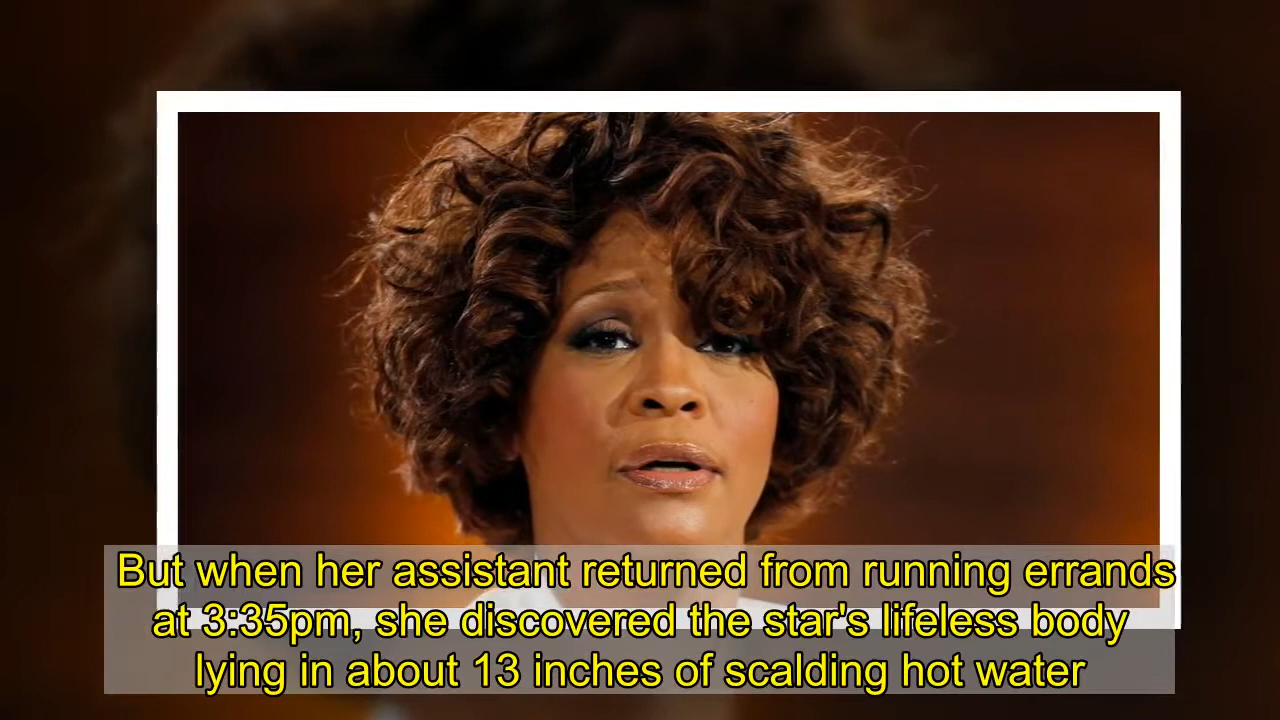 But when her assistant returned from running errands
at 3:35pm, she discovered the star's lifeless body
lying in about 13 inches of scalding hot water